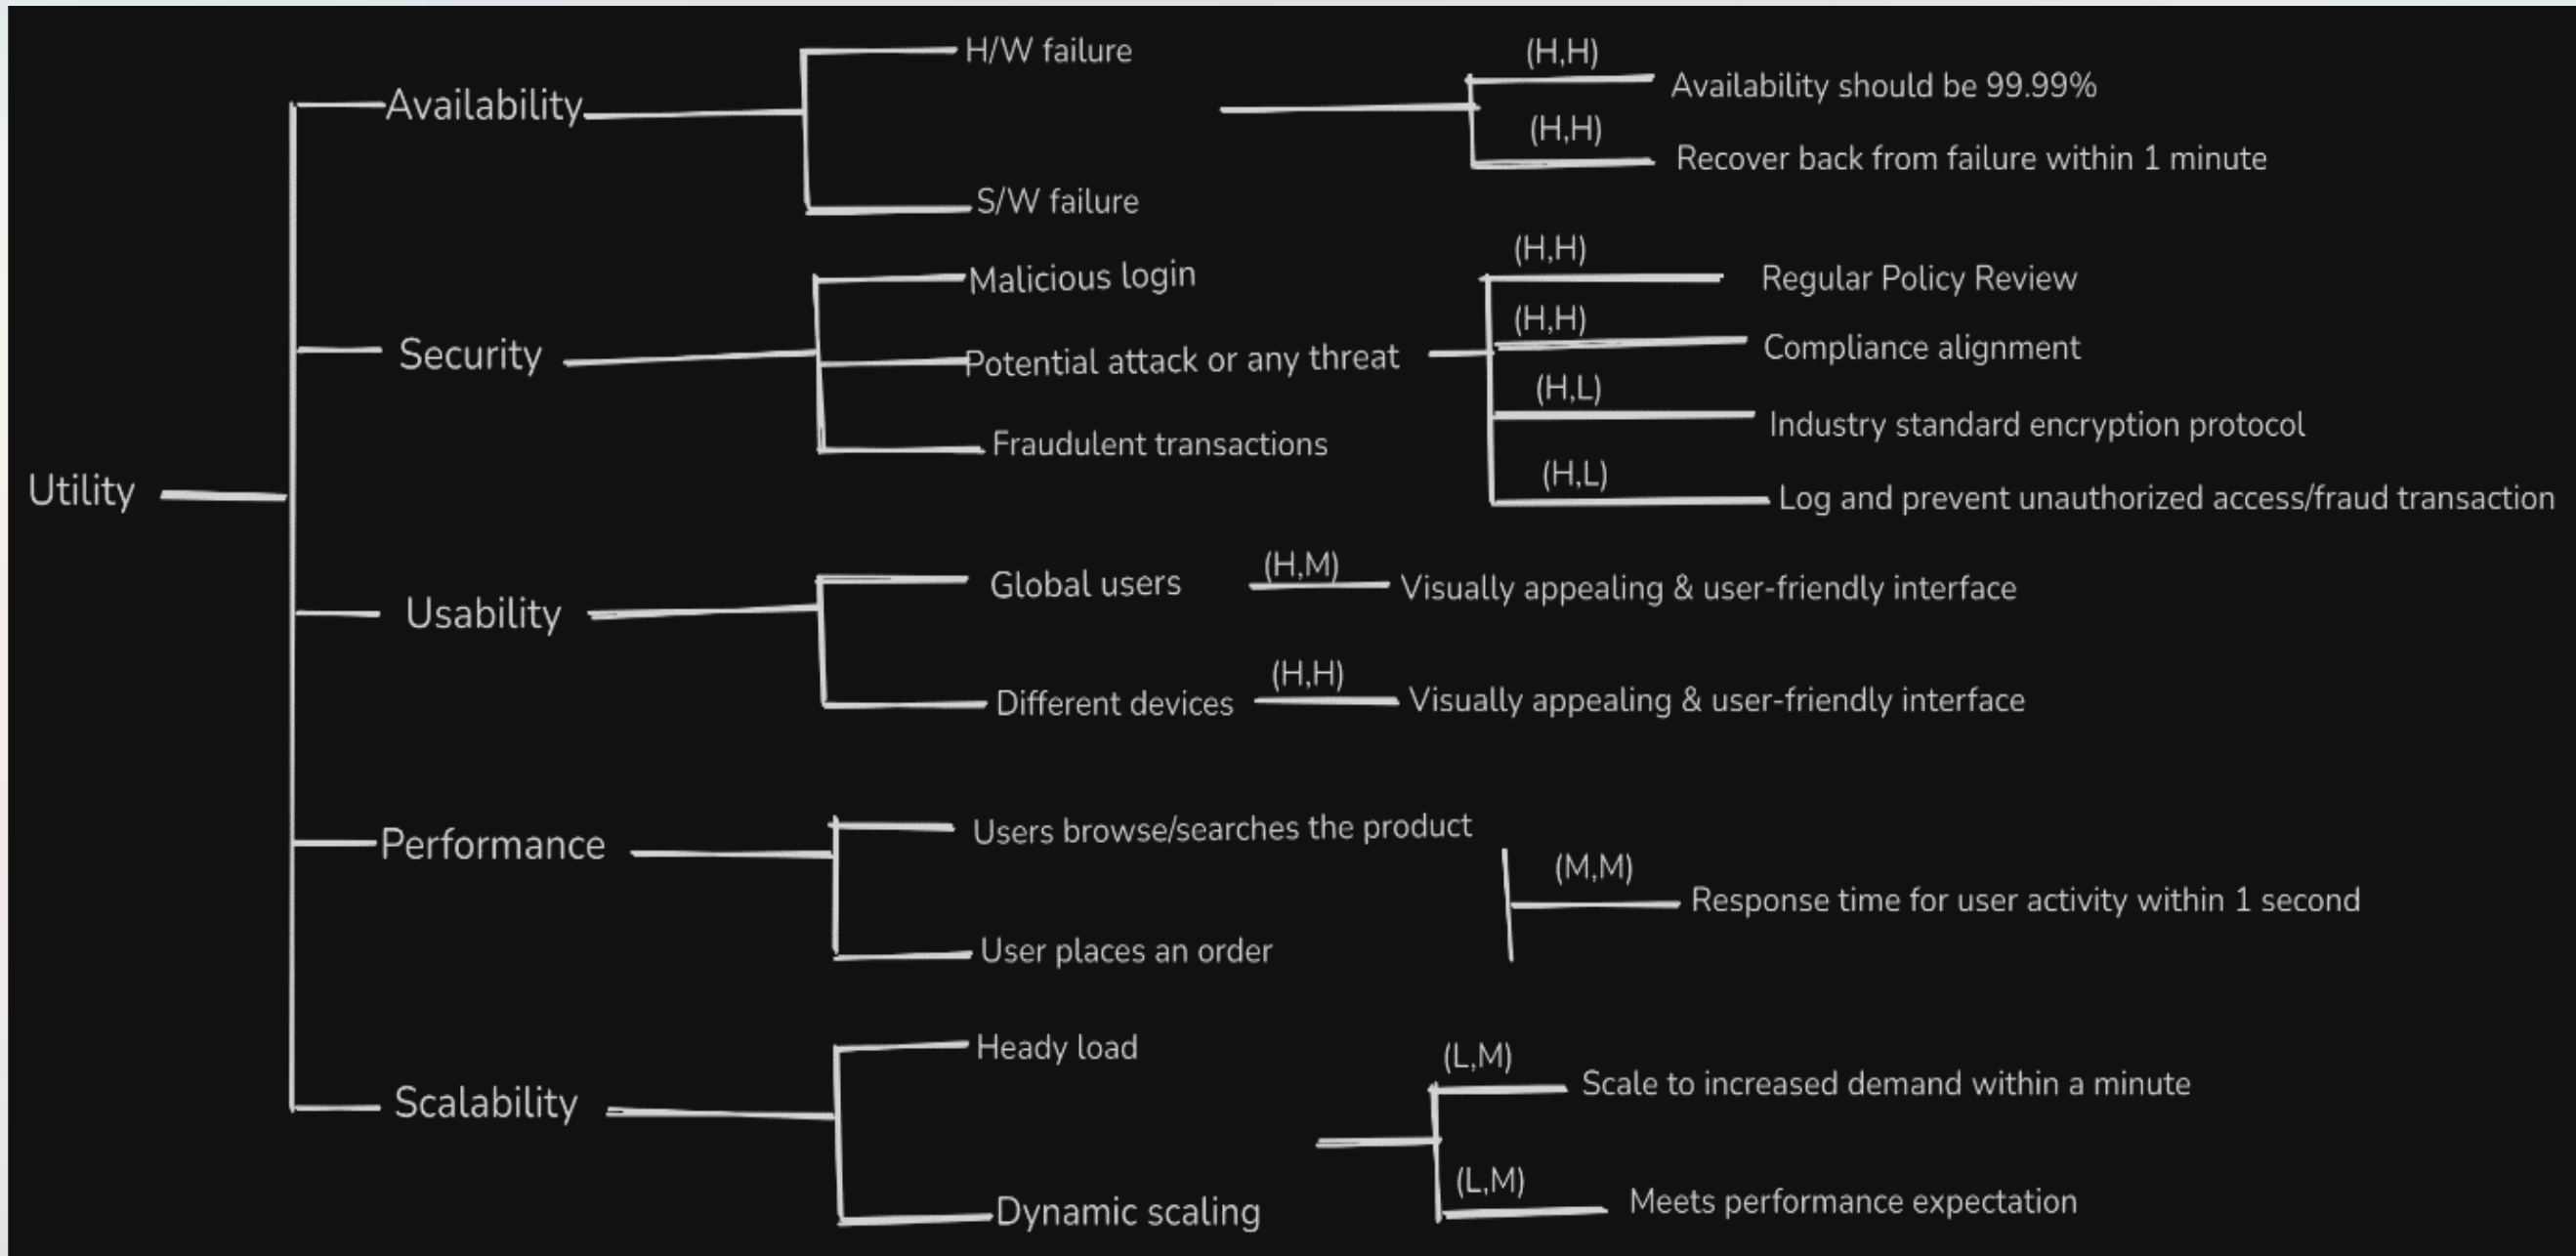 H/W failure
(H,H)
Availability should be 99.99%
Availability
(H,H)
Recover back from failure within 1 minute
S/W failure
(H,H)
Malicious login
Regular Policy Review
(H,H)
Compliance alignment
Security
Potential attack or any threat
(H,L)
Industry standard encryption protocol
Fraudulent transactions
(H,L)
Log and prevent unauthorized access/fraud transaction
Utility
(H,M)
Global users
Visually appealing & user-friendly interface
Usability
(H,H)
Different devices
Visually appealing & user-friendly interface
Users browse/searches the product
Performance
(M,M)
Response time for user activity within 1 second
User places an order
Heady load
(L,M)
Scale to increased demand within a minute
Scalability
(L,M)
Meets performance expectation
Dynamic scaling